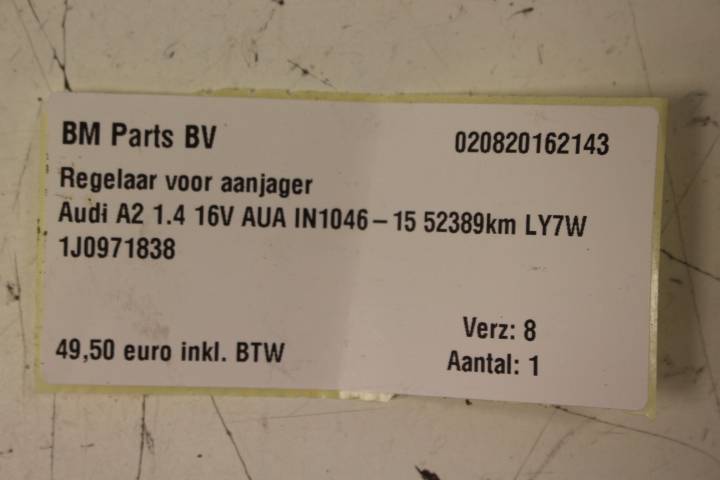 BM Parts BV 020820162143
Regelaar voor aanjager
Audi A2 1.4 16V AUA IN1046-15 52389km LY7W
1J0971838
Verz: 8
49,50 euro inkl. BTW Aantal: 1